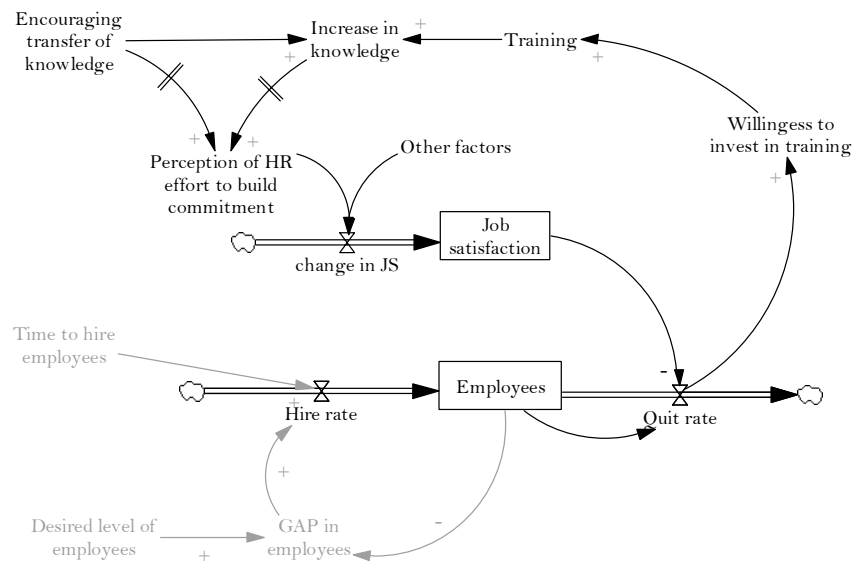 Encouraging
transfer of
knowledge
Increase in
knowledge
Training
Willingess to
invest in training
Perception of HR
effort to build
commitment
Other factors
Job
satisfaction
change in JS
Time to hire
employees
Employees
Hire rate
Quit rate
Desired level of
employees
GAP in
employees
+
+
+
+
+
+
-
+
+
+
-